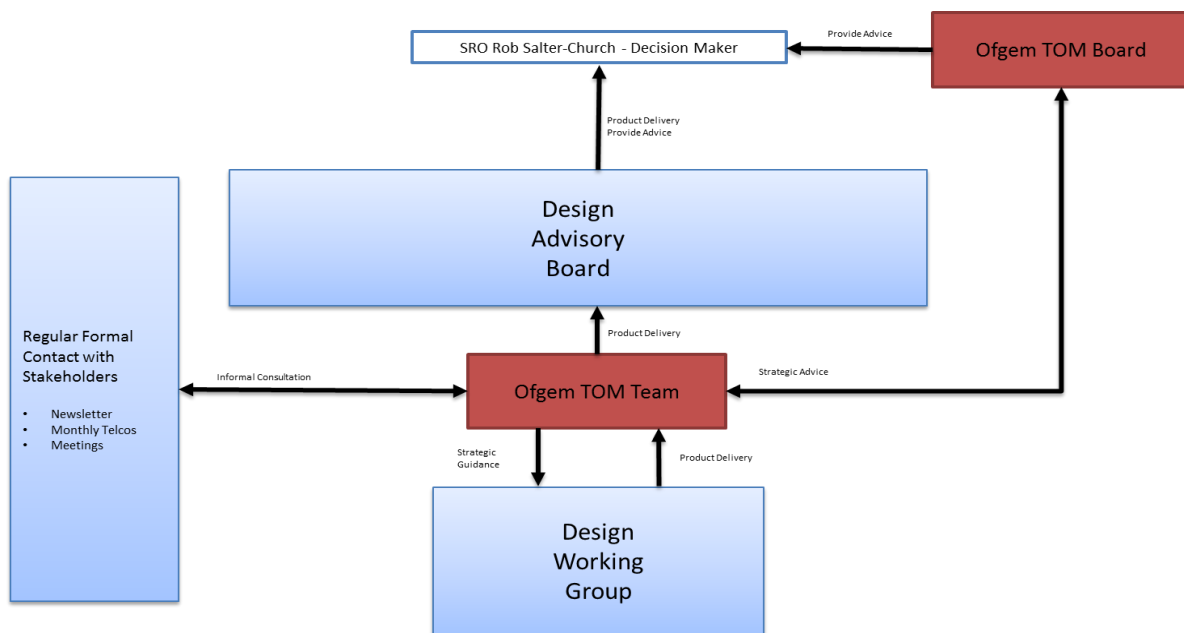 SRO Rob Salter-Church - Decision Maker
Provide Advice
Ofgem TOM Board
Product Delivery
Provide Advice
Design
Advisory
Board
Regular Formal
Contact with
Stakeholders
• Newsletter
• Monthly Telcos
• Meetings
Product Delivery
Informal Consultation
Ofgem TOM Team
Strategic Advice
Strategic
Guidance
Product Delivery
Design
Working
Group